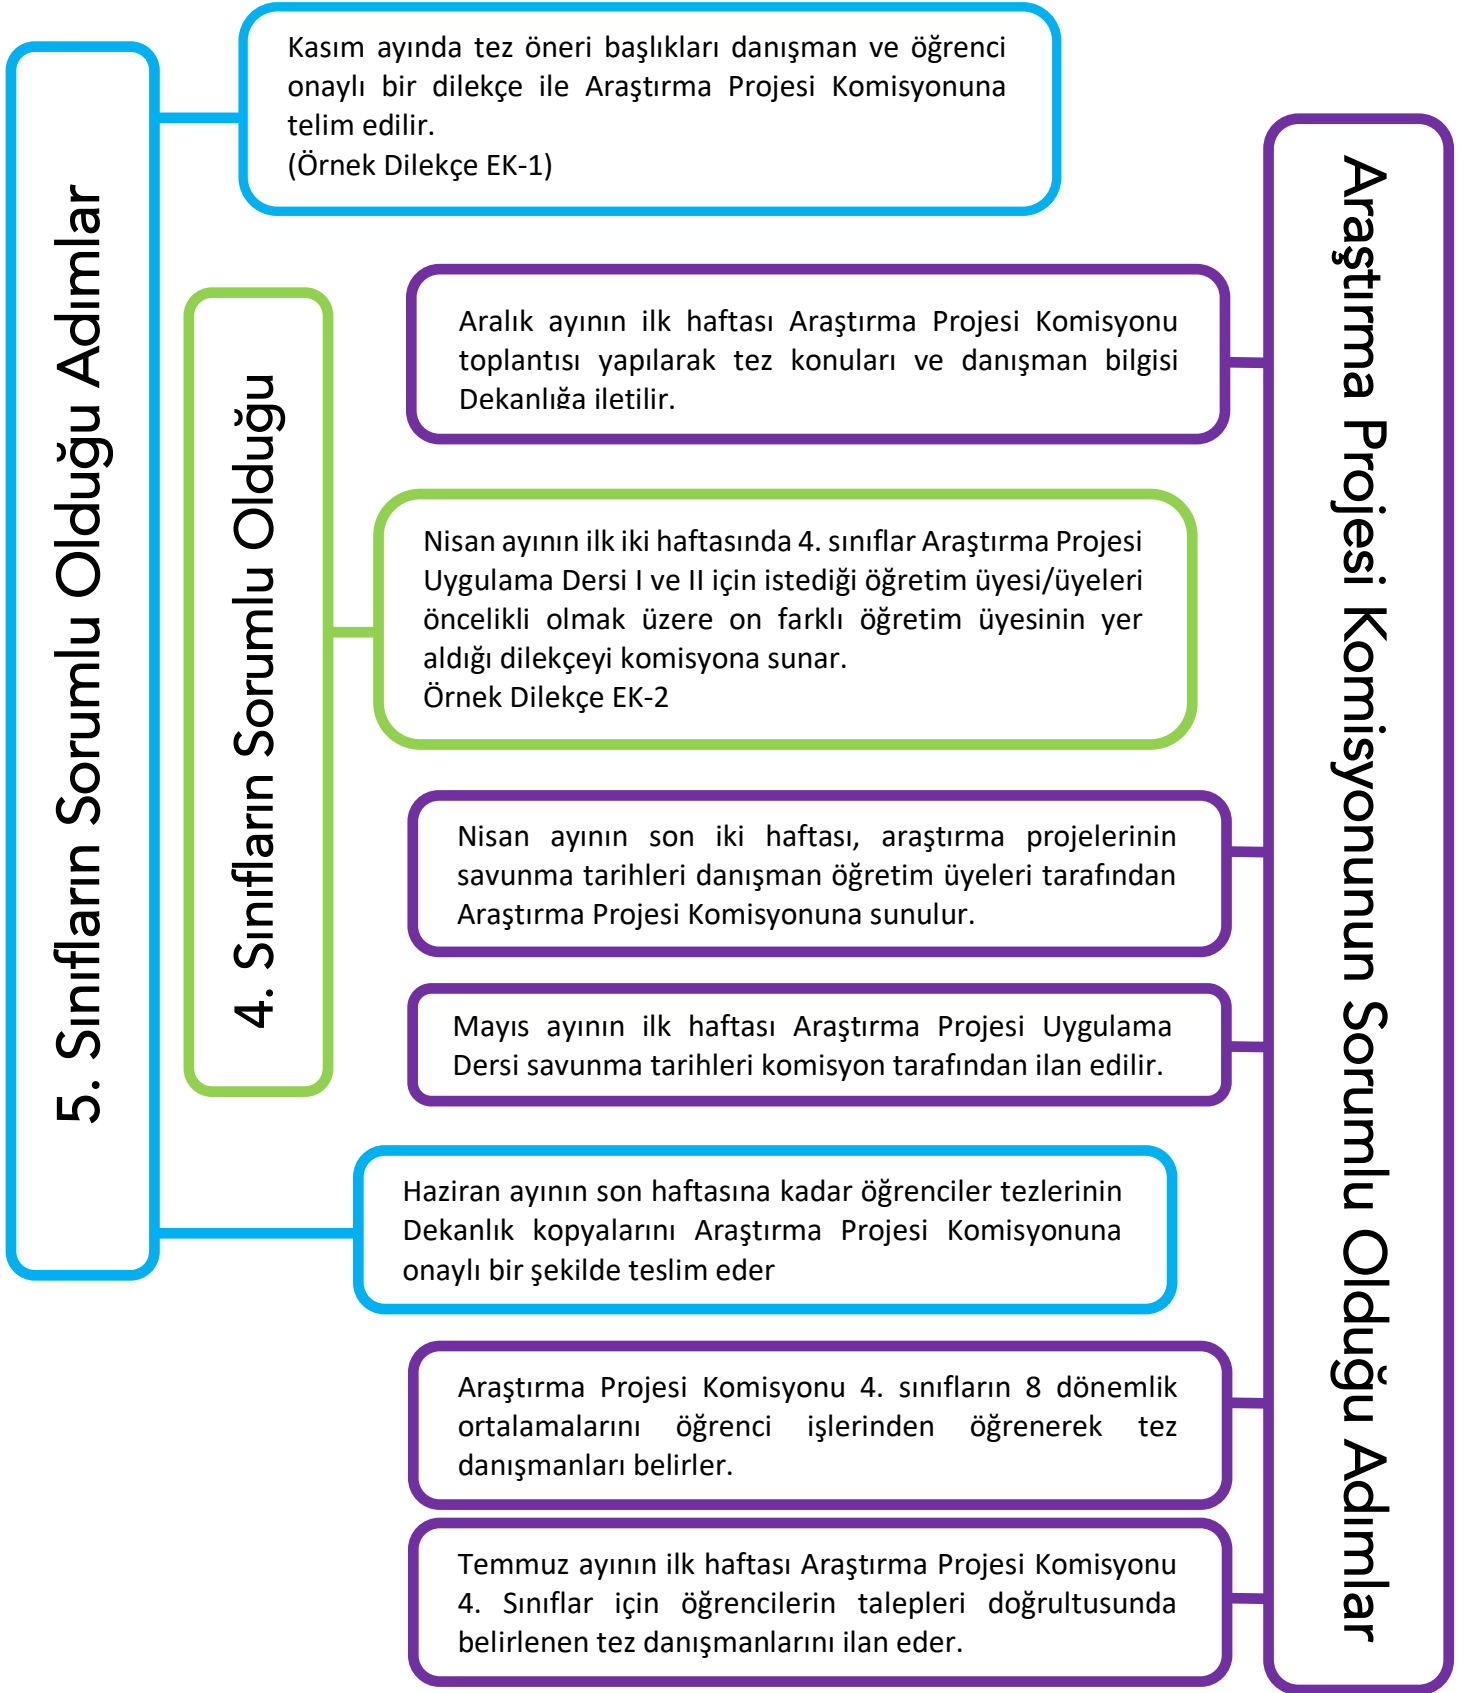 5. Sınıfların Sorumlu Olduğu Adımlar
Kasım ayında tez öneri başlıkları danışman ve öğrenci
onaylı bir dilekçe ile Araştırma Projesi Komisyonuna
telim edilir.
(Örnek Dilekçe EK-1)
4. Sınıfların Sorumlu Olduğu
Araştırma Projesi Komisyonunun Sorumlu Olduğu Adımlar
Aralık ayının ilk haftası Araştırma Projesi Komisyonu
toplantısı yapılarak tez konuları ve danışman bilgisi
Dekanlığa iletilir.
Nisan ayının ilk iki haftasında 4. sınıflar Araştırma Projesi
Uygulama Dersi I ve II için istediği öğretim üyesi/üyeleri
öncelikli olmak üzere on farklı öğretim üyesinin yer
aldığı dilekçeyi komisyona sunar.
Örnek Dilekçe EK-2
Nisan ayının son iki haftası, araştırma projelerinin
savunma tarihleri danışman öğretim üyeleri tarafından
Araştırma Projesi Komisyonuna sunulur.
Mayıs ayının ilk haftası Araştırma Projesi Uygulama
Dersi savunma tarihleri komisyon tarafından ilan edilir.
Haziran ayının son haftasına kadar öğrenciler tezlerinin
Dekanlık kopyalarını Araştırma Projesi Komisyonuna
onaylı bir şekilde teslim eder
Araştırma Projesi Komisyonu 4. sınıfların 8 dönemlik
ortalamalarını öğrenci işlerinden öğrenerek tez
danışmanları belirler.
Temmuz ayının ilk haftası Araştırma Projesi Komisyonu
4. Sınıflar için öğrencilerin talepleri doğrultusunda
belirlenen tez danışmanlarını ilan eder.